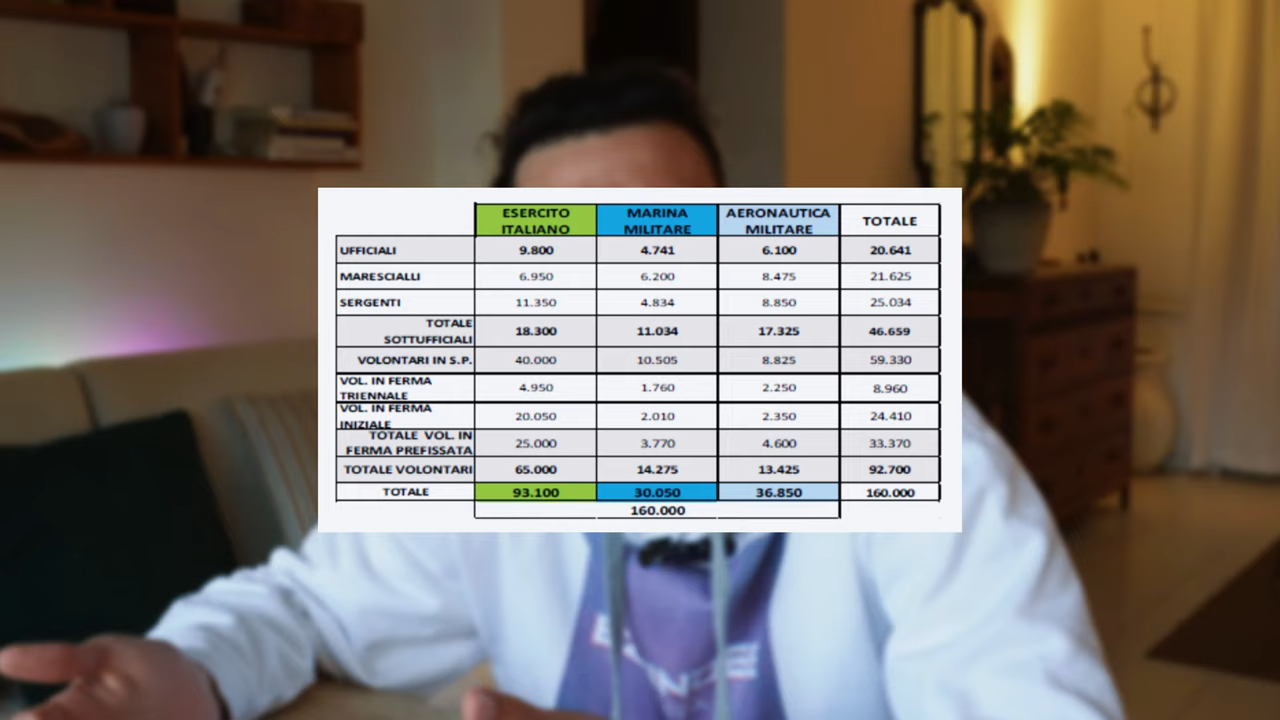 ESERCITO ITALIANO MARINA MILITARE AERONAUTICA MILITARE TOTALE
UFFICIALI 9.800 4.741 6.100 20.641
MARESCIALLI 6.950 6.200 8.475 21.625
SERGENTI 11.350 4.834 8.850 25.034
TOTALE SOTTUFFICIALI 18.300 11.034 17.325 46.659
VOLONTARI IN S.P. 40.000 10.505 8.825 59.330
VOL. IN FERMA TRIENNALE 4.950 1.760 2.250 8.960
VOL. IN FERMA INIZIALE 20.050 2.010 2.350 24.410
TOTALE VOL. IN FERMA PREFISSATA 25.000 3.770 4.600 33.370
TOTALE VOLONTARI 65.000 14.275 13.425 92.700
TOTALE 93.100 30.050 36.850 160.000
160.000